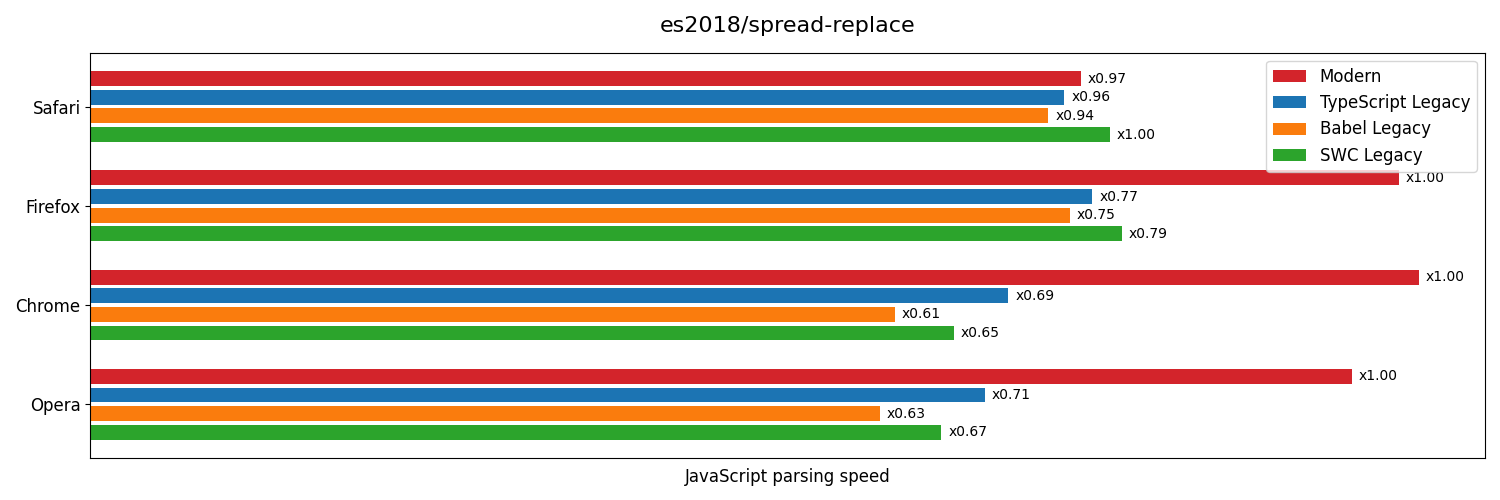 es2018/spread-replace
Safari
x0.97
x0.96
x0.94
x1.00
Firefox
x1.00
x0.77
x0.75
x0.79
Chrome
x1.00
x0.69
x0.61
x0.65
Opera
x1.00
x0.71
x0.63
x0.67
Modern
TypeScript Legacy
Babel Legacy
SWC Legacy
JavaScript parsing speed